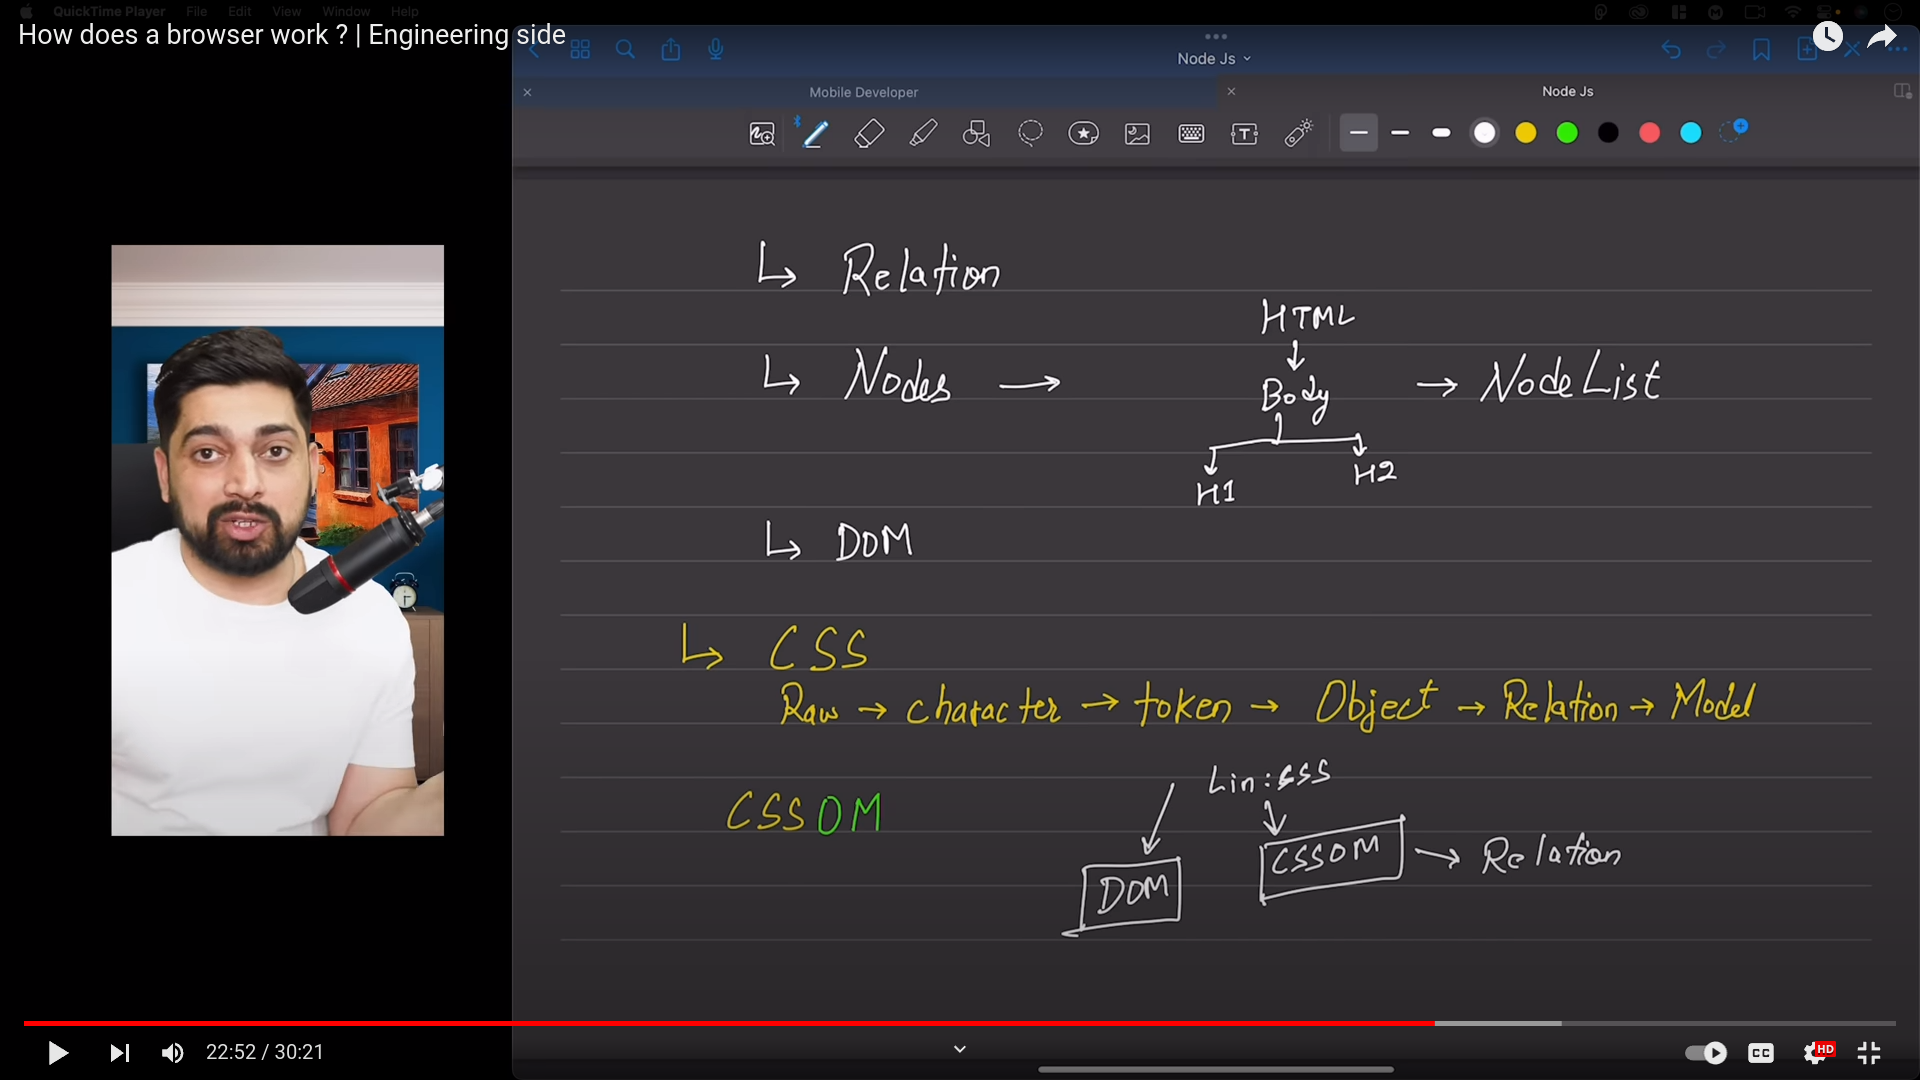 QuickTime Player File Edit View Window Help
How does a browser work ? | Engineering side
Node Js
Mobile Developer
Node Js
↳ Relation
HTML
↳ Nodes → Body → NodeList
H1 H2
↳ DOM
↳ CSS
Raw → character → token → Object → Relation → Model
Lin:css
CSSOM
CSSOM → Relation
DOM
22:52 / 30:21
CC HD